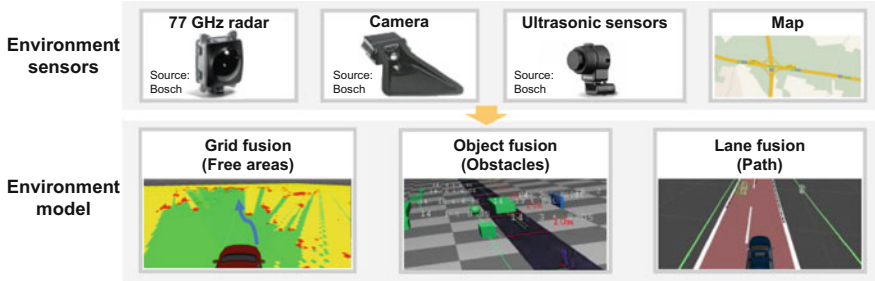 77 GHz radar
Camera
Ultrasonic sensors
Map
Environment
sensors
Source:
Bosch
Source:
Bosch
Source:
Bosch
Grid fusion
(Free areas)
Object fusion
(Obstacles)
Lane fusion
(Path)
Environment
model